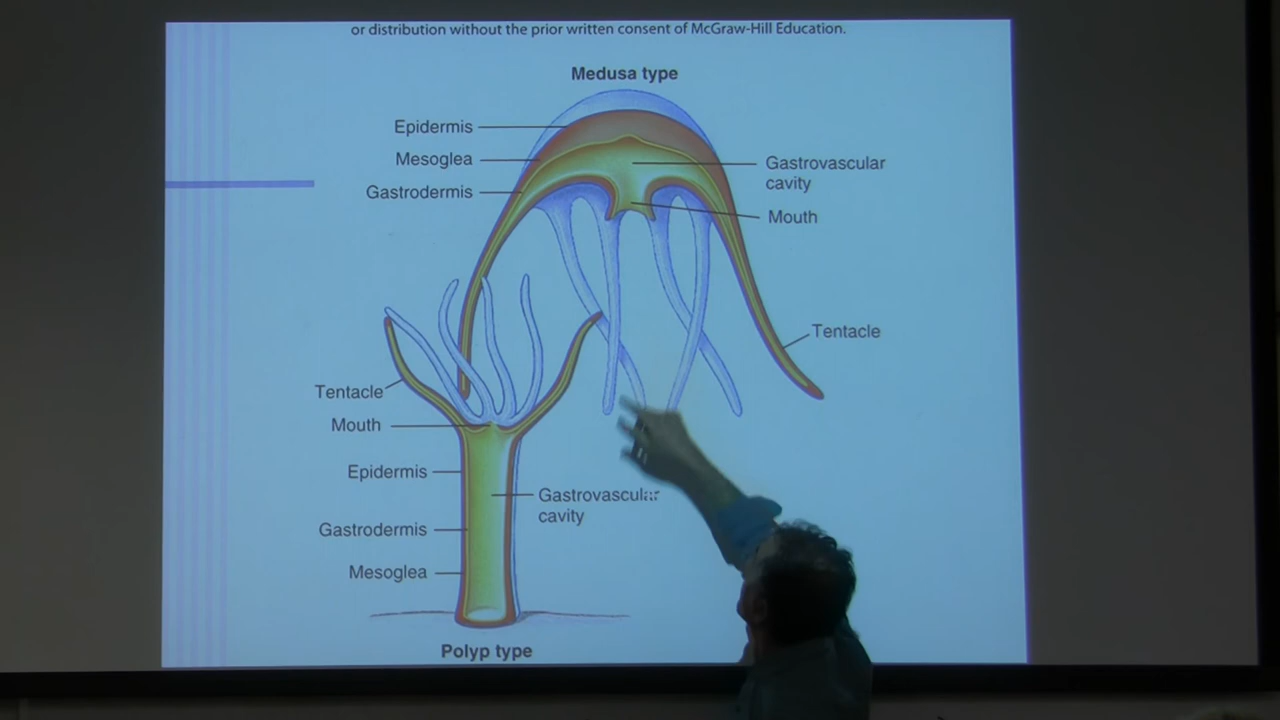 or distribution without the prior written consent of McGraw-Hill Education.
Medusa type
Epidermis
Mesoglea
Gastrodermis
Gastrovascular
cavity
Mouth
Tentacle
Tentacle
Mouth
Epidermis
Gastrodermis
Mesoglea
Gastrovascular
cavity
Polyp type